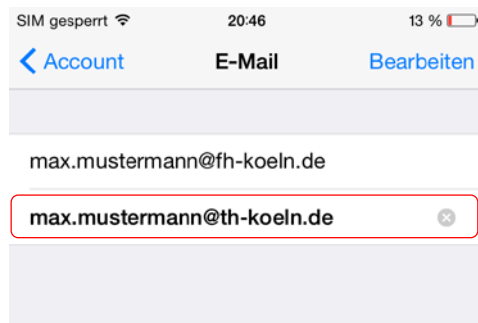 SIM gesperrt 20:46 13 %
Account E-Mail Bearbeiten
max.mustermann@fh-koeln.de
max.mustermann@th-koeln.de